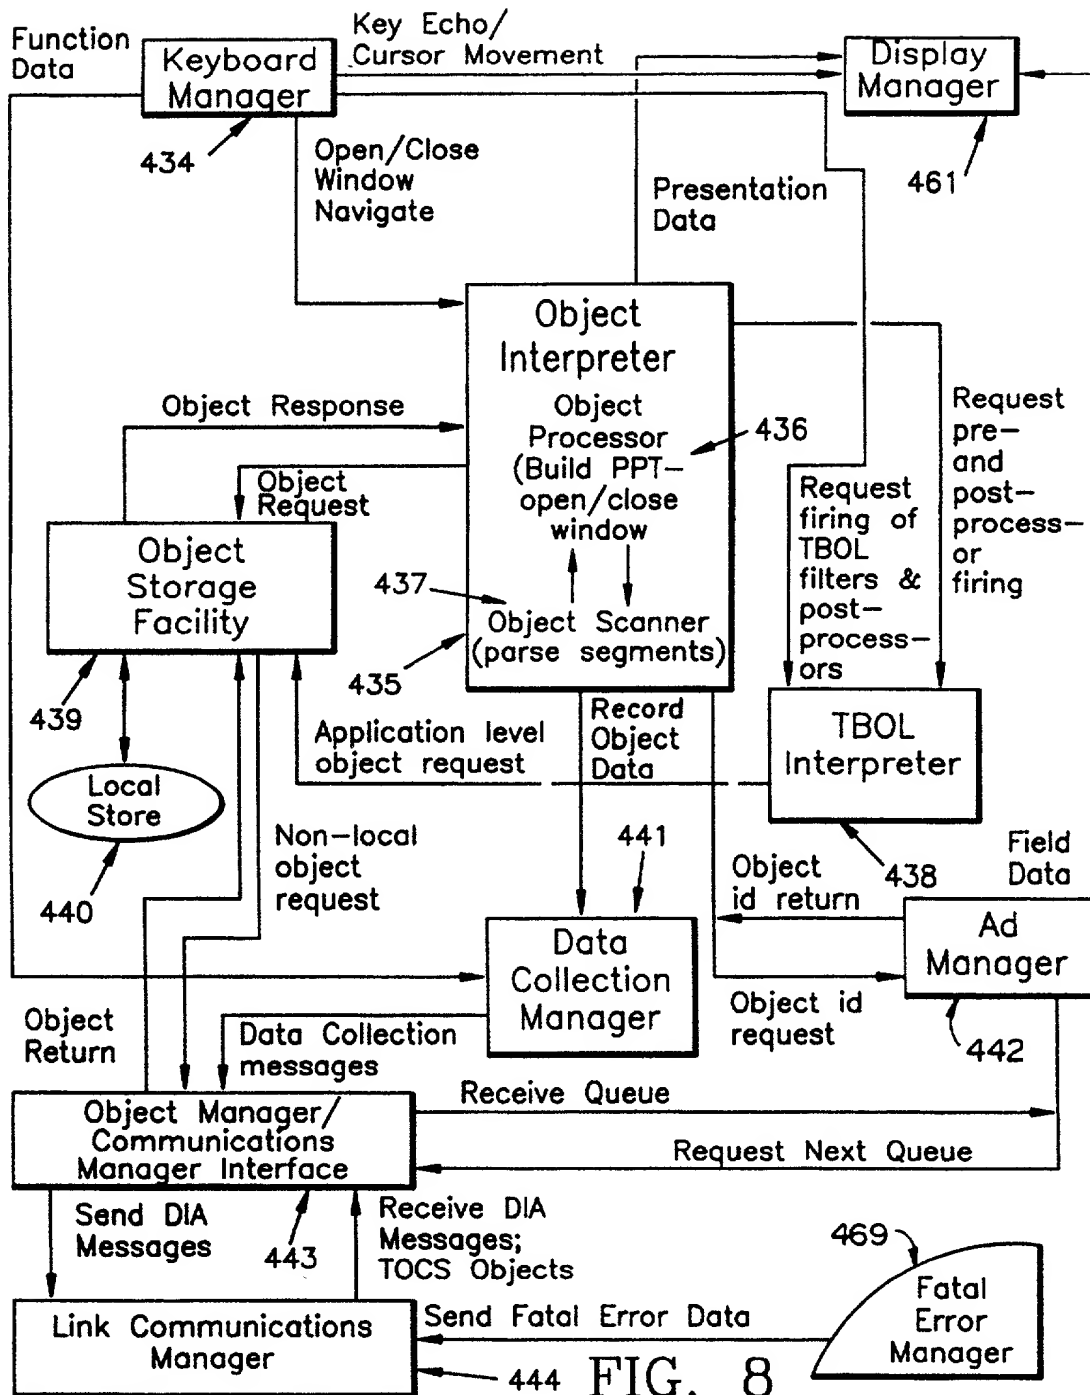 Function
Data
Keyboard
Manager
434
Key Echo/
Cursor Movement
Display
Manager
461
Open/Close
Window
Navigate
Presentation
Data
Object
Interpreter
Object
Processor
(Build PPT-
open/close
window
436
437
Object Scanner
(parse segments)
435
Object Response
Object
Request
Object
Storage
Facility
439
Local
Store
440
Request
firing of
TBOL
filters &
post-
process-
ors
Request
pre-
and
post-
process-
or
firing
Application level
object request
Record
Object
Data
TBOL
Interpreter
438
Non-local
object
request
441
Data
Collection
Manager
Object
id return
Field
Data
Ad
Manager
442
Object id
request
Object
Return
Data Collection
messages
Object Manager/
Communications
Manager Interface
443
Receive Queue
Request Next Queue
Send DIA
Messages
Receive DIA
Messages;
TOCS Objects
469
Fatal
Error
Manager
Send Fatal Error Data
Link Communications
Manager
444
FIG. 8